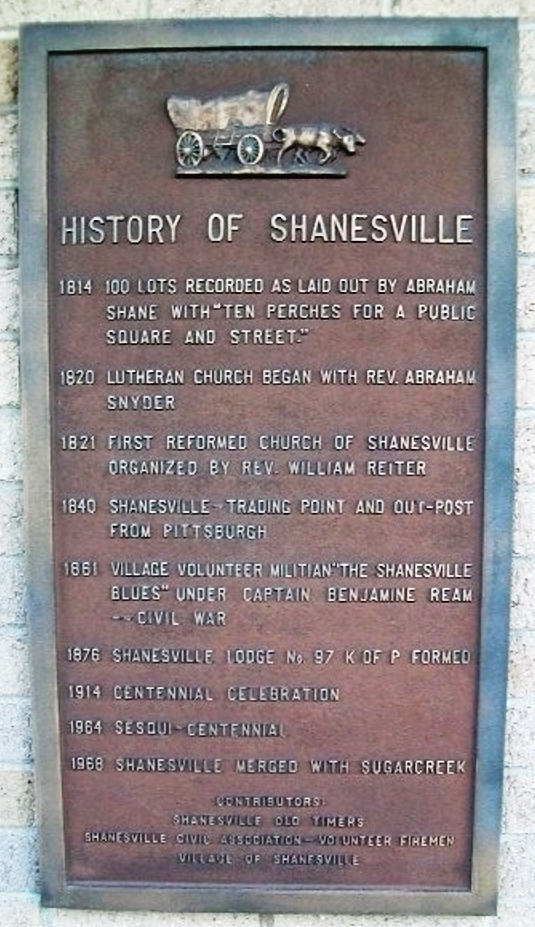 HISTORY OF SHANESVILLE
1814 100 LOTS RECORDED AS LAID OUT BY ABRAHAM
SHANE WITH "TEN PERCHES FOR A PUBLIC
SQUARE AND STREET."
1820 LUTHERAN CHURCH BEGAN WITH REV. ABRAHAM
SNYDER
1821 FIRST REFORMED CHURCH OF SHANESVILLE
ORGANIZED BY REV. WILLIAM REITER
1840 SHANESVILLE - TRADING POINT AND OUT-POST
FROM PITTSBURGH
1861 VILLAGE VOLUNTEER MILITIAN "THE SHANESVILLE
BLUES" UNDER CAPTAIN BENJAMINE REAM
-- CIVIL WAR
1876 SHANESVILLE LODGE No. 97 K OF P FORMED
1914 CENTENNIAL CELEBRATION
1964 SESQUI-CENTENNIAL
1968 SHANESVILLE MERGED WITH SUGARCREEK
CONTRIBUTORS:
SHANESVILLE OLD TIMERS
SHANESVILLE CIVIC ASSOCIATION - VOLUNTEER FIREMEN
VILLAGE OF SHANESVILLE